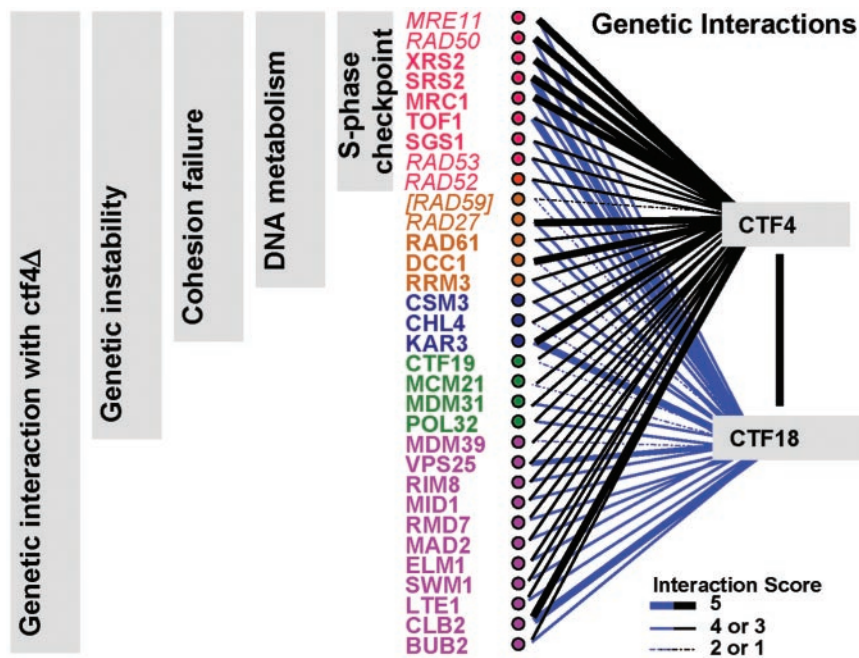 Genetic interaction with ctf4Δ
Genetic instability
Cohesion failure
DNA metabolism
S-phase
checkpoint
MRE11
RAD50
XRS2
SRS2
MRC1
TOF1
SGS1
RAD53
RAD52
[RAD59]
RAD27
RAD61
DCC1
RRM3
CSM3
CHL4
KAR3
CTF19
MCM21
MDM31
POL32
MDM39
VPS25
RIM8
MID1
RMD7
MAD2
ELM1
SWM1
LTE1
CLB2
BUB2
Genetic Interactions
CTF4
CTF18
Interaction Score
5
4 or 3
2 or 1